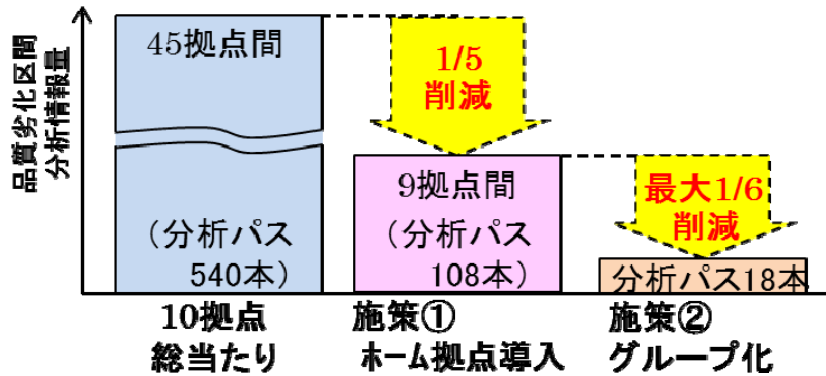 品質劣化区間
分析情報量
45拠点間
(分析パス
540本)
1/5
削減
9拠点間
(分析パス
108本)
最大1/6
削減
分析パス18本
10拠点
総当たり
施策①
ホーム拠点導入
施策②
グループ化